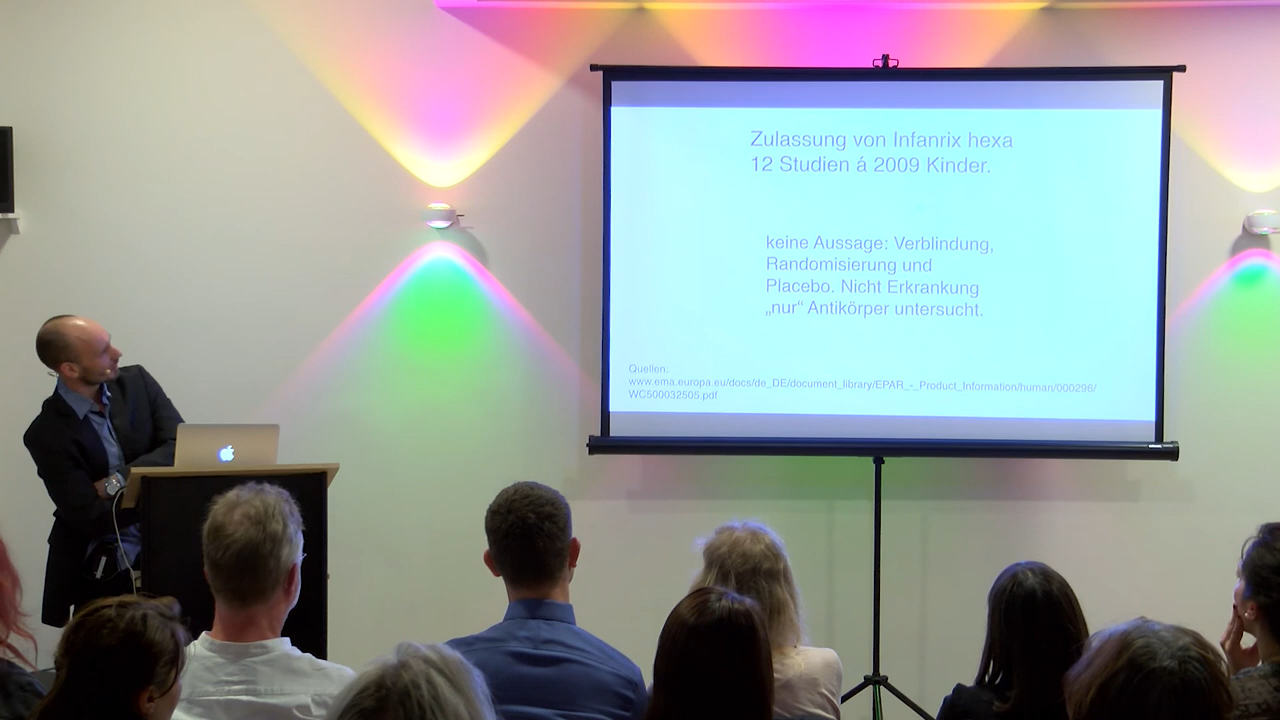 Zulassung von Infanrix hexa
12 Studien á 2009 Kinder.
keine Aussage: Verblindung,
Randomisierung und
Placebo. Nicht Erkrankung
„nur“ Antikörper untersucht.
Quellen:
www.ema.europa.eu/docs/de_DE/document_library/EPAR_-_Product_Information/human/000296/
WC500032505.pdf